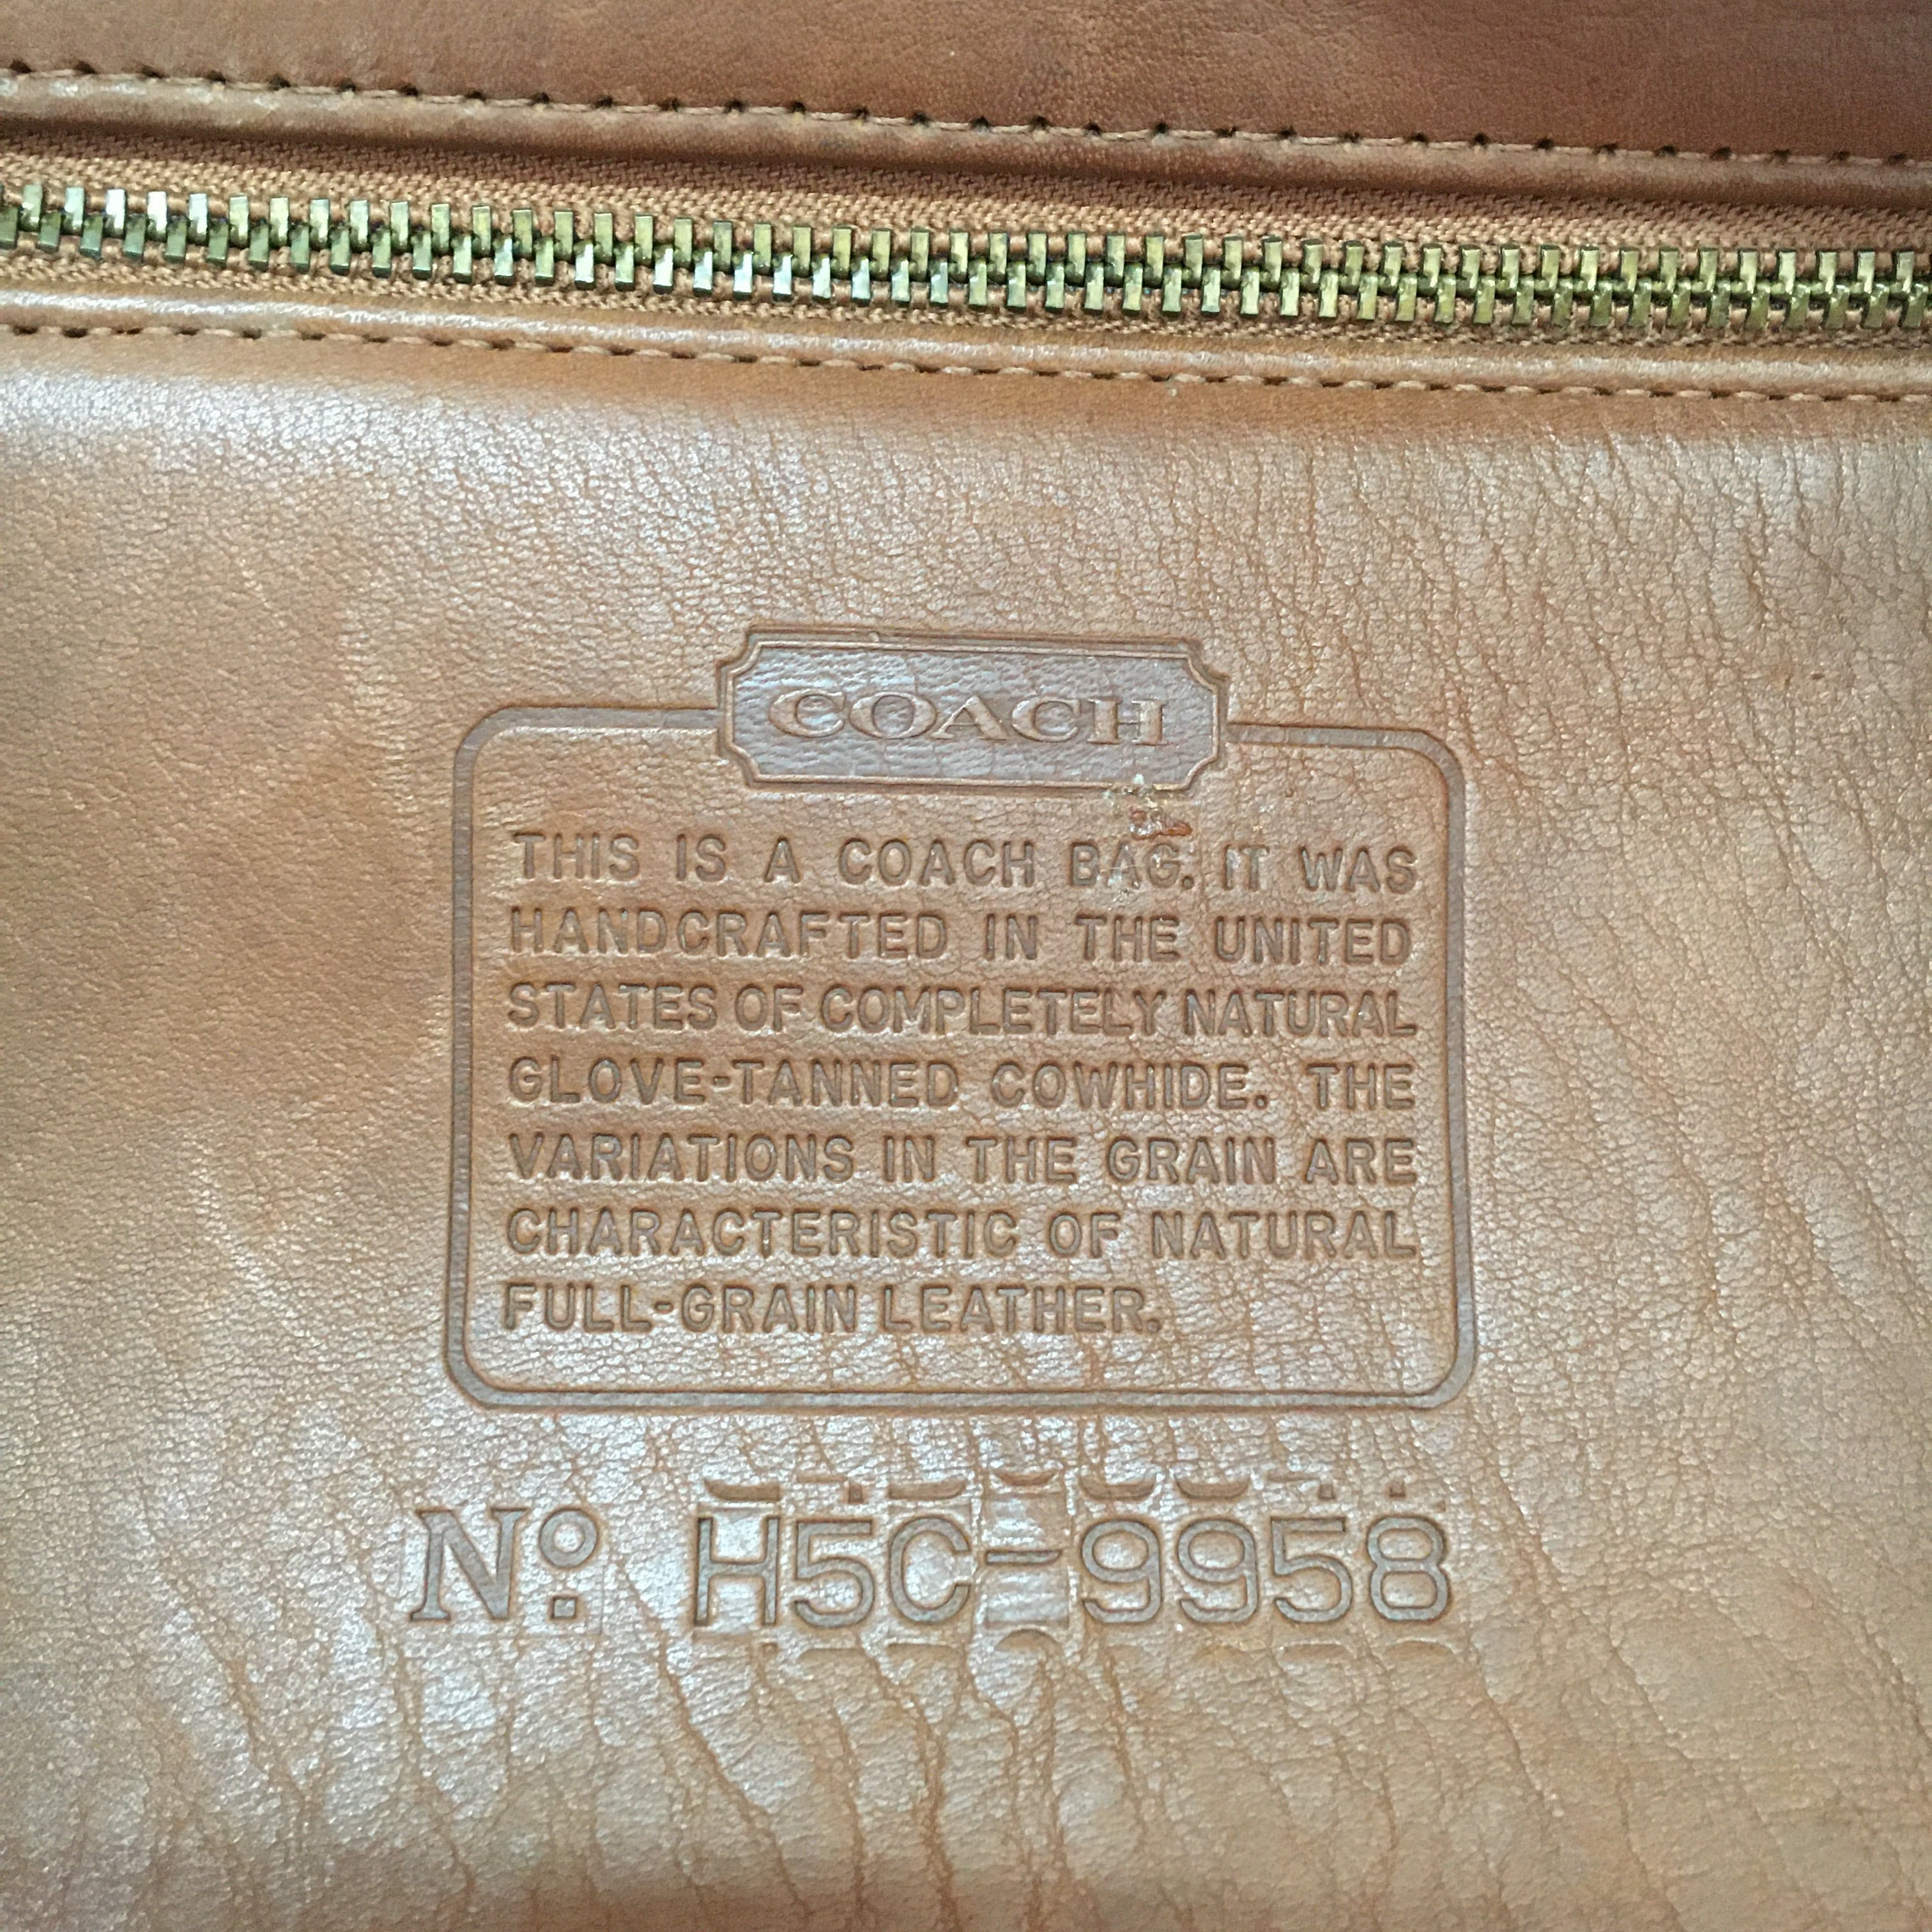 COACH
THIS IS A COACH BAG. IT WAS
HANDCRAFTED IN THE UNITED
STATES OF COMPLETELY NATURAL
GLOVE-TANNED COWHIDE. THE
VARIATIONS IN THE GRAIN ARE
CHARACTERISTIC OF NATURAL
FULL-GRAIN LEATHER.
No. H5C-9958